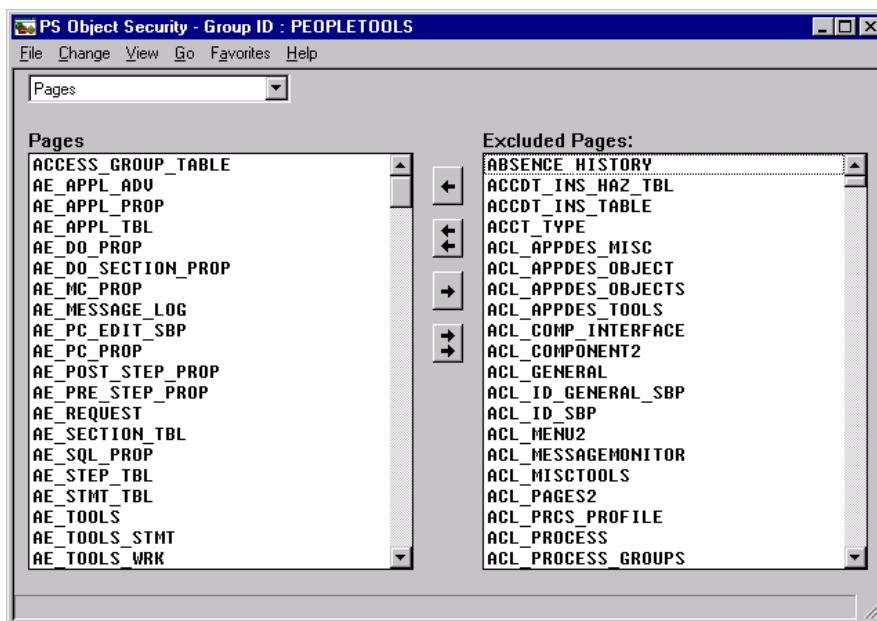 PS Object Security - Group ID : PEOPLETOOLS
File Change View Go Favorites Help
Pages
Pages
ACCESS_GROUP_TABLE
AE_APPL_ADV
AE_APPL_PROP
AE_APPL_TBL
AE_DO_PROP
AE_DO_SECTION_PROP
AE_MC_PROP
AE_MESSAGE_LOG
AE_PC_EDIT_SBP
AE_PC_PROP
AE_POST_STEP_PROP
AE_PRE_STEP_PROP
AE_REQUEST
AE_SECTION_TBL
AE_SQL_PROP
AE_STEP_TBL
AE_STMT_TBL
AE_TOOLS
AE_TOOLS_STMT
AE_TOOLS_WRK
Excluded Pages:
ABSENCE_HISTORY
ACCDT_INS_HAZ_TBL
ACCDT_INS_TABLE
ACCT_TYPE
ACL_APPDES_MISC
ACL_APPDES_OBJECT
ACL_APPDES_OBJECTS
ACL_APPDES_TOOLS
ACL_COMP_INTERFACE
ACL_COMPONENT2
ACL_GENERAL
ACL_ID_GENERAL_SBP
ACL_ID_SBP
ACL_MENU2
ACL_MESSAGEMONITOR
ACL_MISCTOOLS
ACL_PAGES2
ACL_PRCS_PROFILE
ACL_PROCESS
ACL_PROCESS_GROUPS